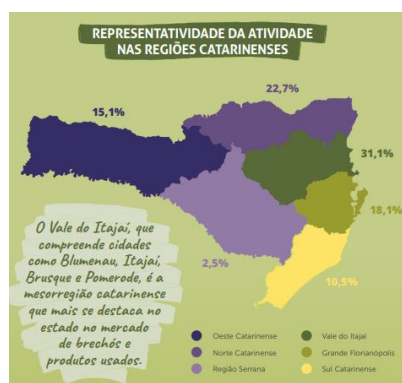 REPRESENTATIVIDADE DA ATIVIDADE
NAS REGIÕES CATARINENSES
22,7%
15,1%
31,1%
18,1%
2,5%
10,5%
O Vale do Itajaí, que
compreende cidades
como Blumenau, Itajaí,
Brusque e Pomerode, é a
mesorregião catarinense
que mais se destaca no
estado no mercado
de brechós e
produtos usados.
Oeste Catarinense
Norte Catarinense
Região Serrana
Vale do Itajaí
Grande Florianópolis
Sul Catarinense